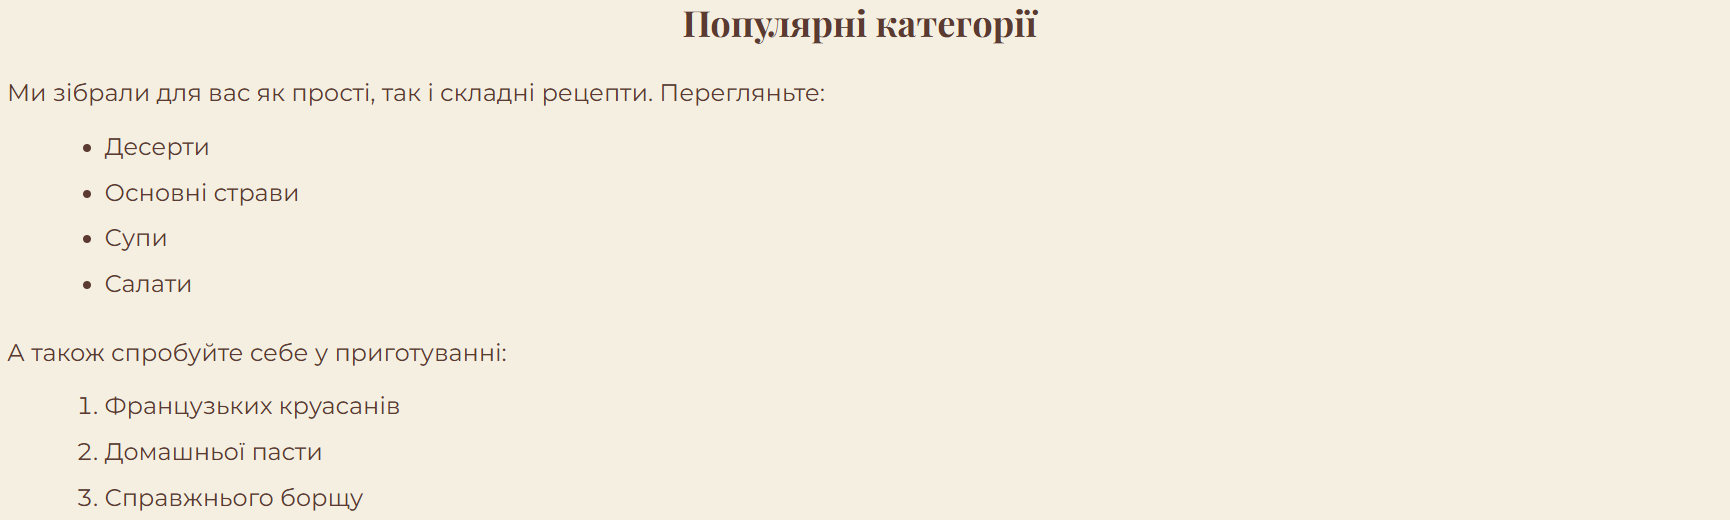 Популярні категорії
Ми зібрали для вас як прості, так і складні рецепти. Перегляньте:
• Десерти
• Основні страви
• Супи
• Салати
А також спробуйте себе у приготуванні:
1. Французьких круасанів
2. Домашньої пасти
3. Справжнього борщу